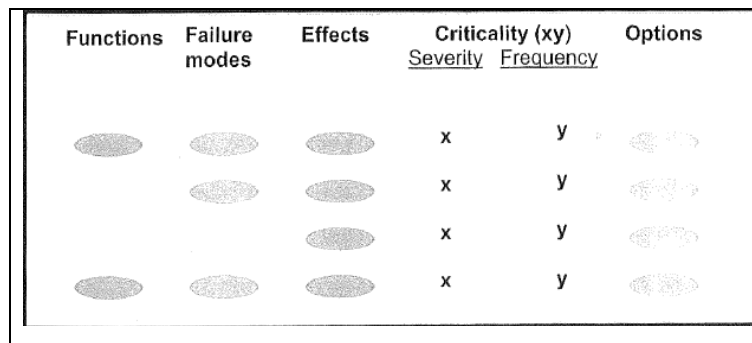 Functions Failure modes Effects Criticality (xy) Options
Severity Frequency
x y
x y
x y
x y